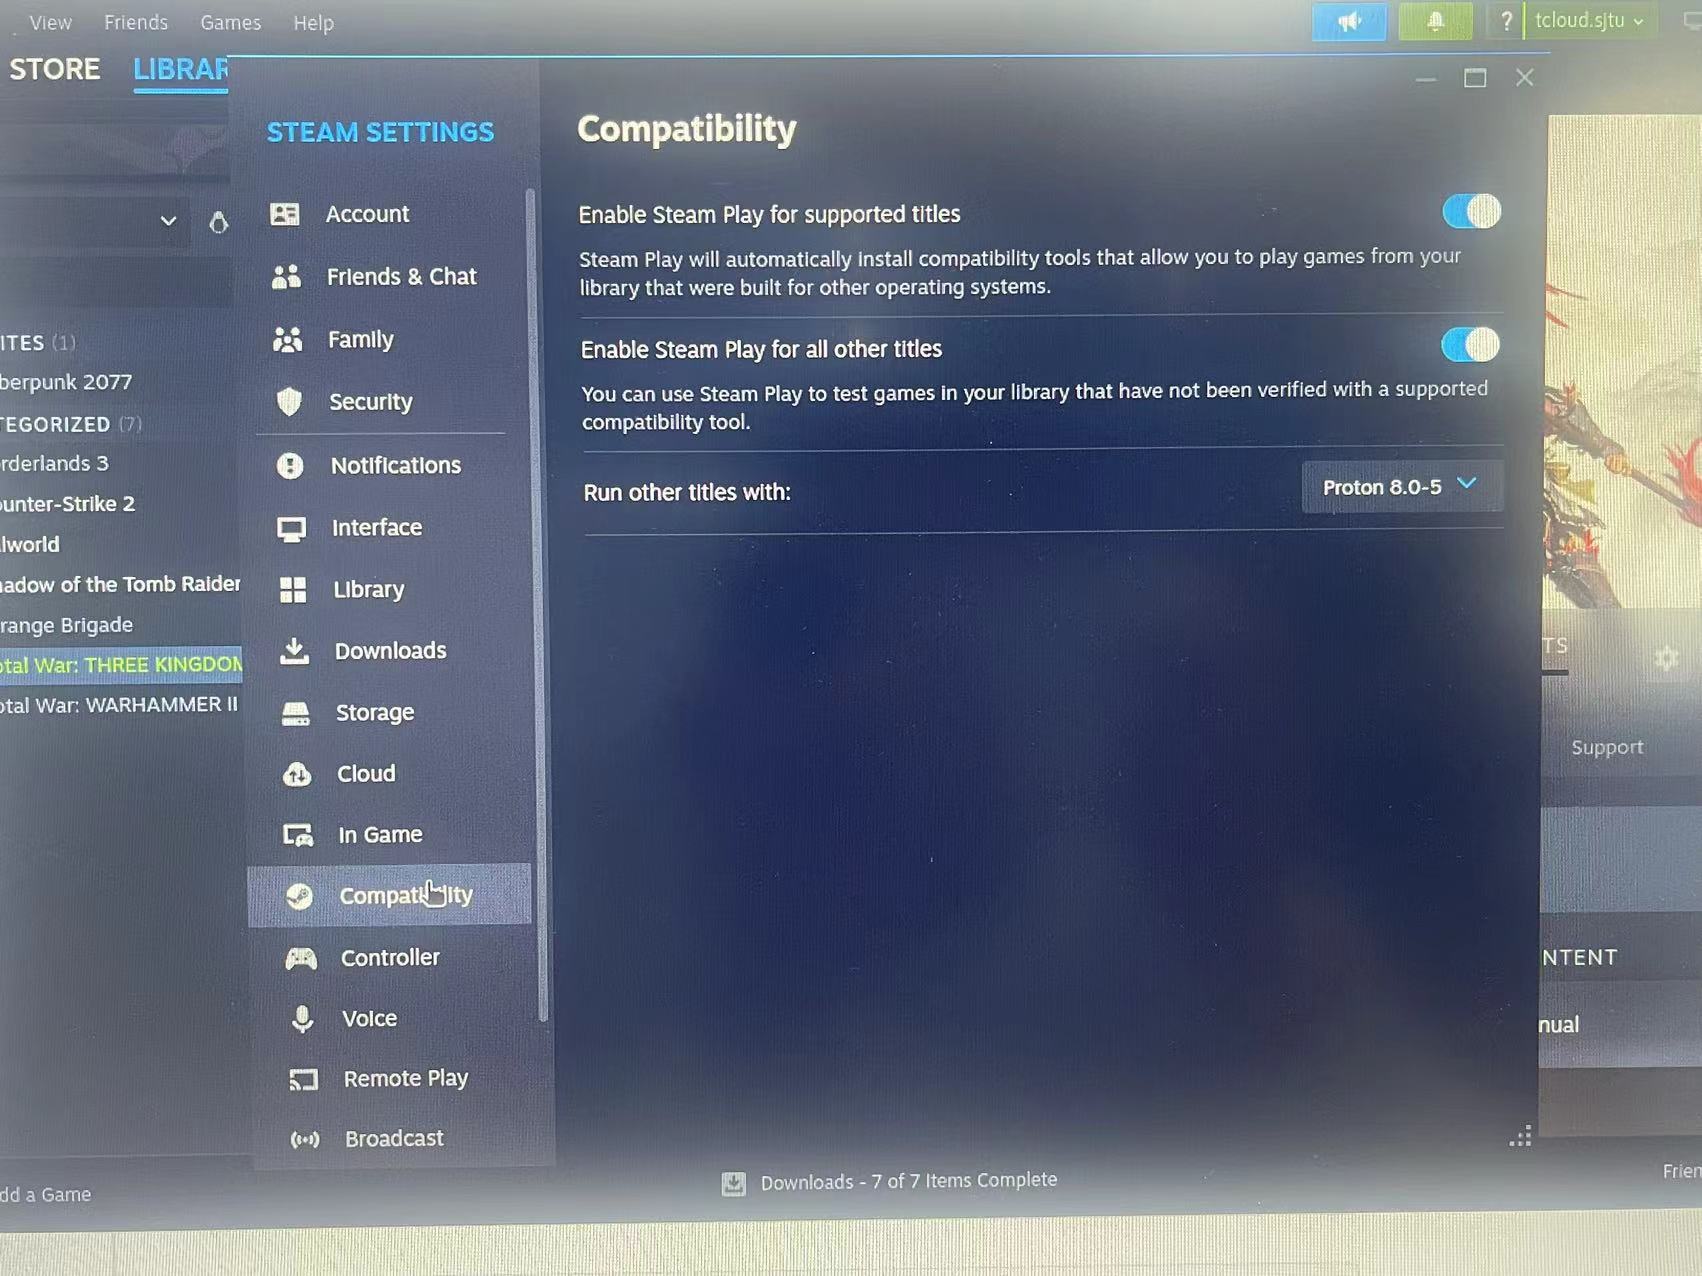 View Friends Games Help
? tcloud.sjtu
STORE LIBRAR
STEAM SETTINGS
Account
Friends & Chat
Family
Security
Notifications
Interface
Library
Downloads
Storage
Cloud
In Game
Compatibility
Controller
Voice
Remote Play
Broadcast
Compatibility
Enable Steam Play for supported titles
Steam Play will automatically install compatibility tools that allow you to play games from your
library that were built for other operating systems.
Enable Steam Play for all other titles
You can use Steam Play to test games in your library that have not been verified with a supported
compatibility tool.
Run other titles with:
Proton 8.0-5
ITES (1)
berpunk 2077
TEGORIZED (7)
rderlands 3
ounter-Strike 2
lworld
hadow of the Tomb Raider
range Brigade
otal War: THREE KINGDOM
otal War: WARHAMMER II
TS
Support
NTENT
nual
dd a Game
Downloads - 7 of 7 Items Complete
Frien